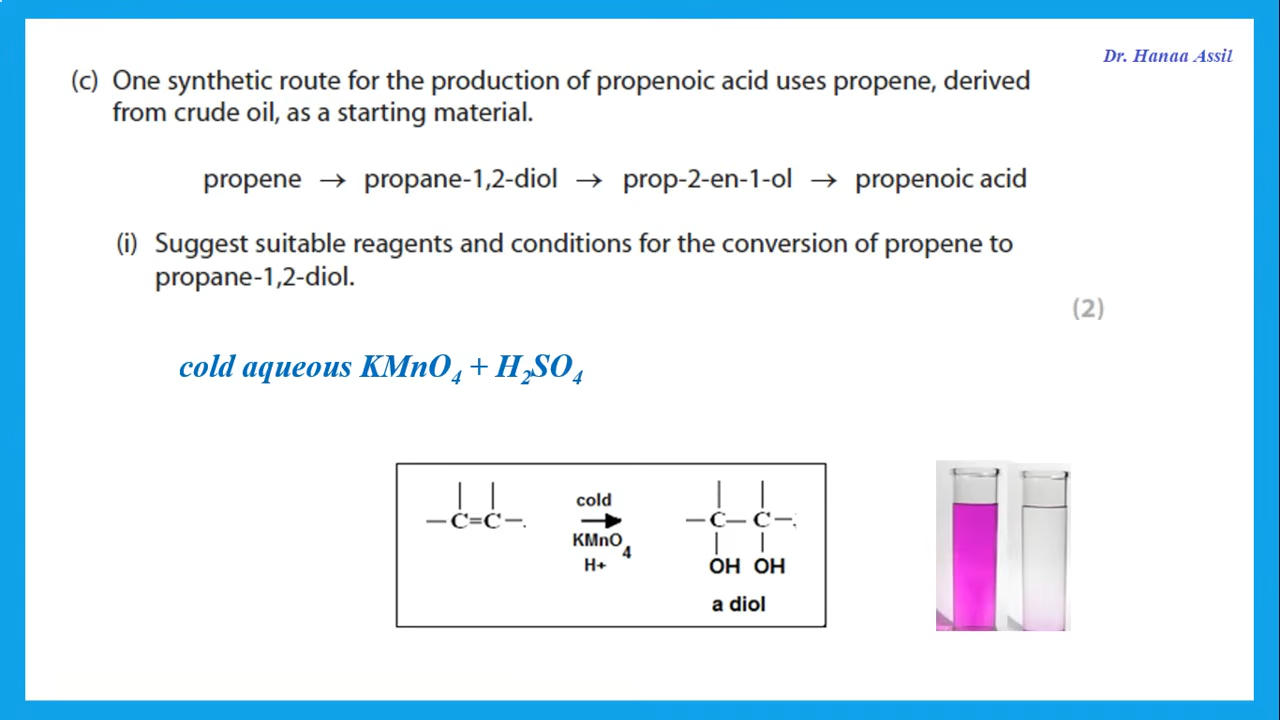 Dr. Hanaa Assil
(c) One synthetic route for the production of propenoic acid uses propene, derived
from crude oil, as a starting material.
propene → propane-1,2-diol → prop-2-en-1-ol → propenoic acid
(i) Suggest suitable reagents and conditions for the conversion of propene to
propane-1,2-diol.
(2)
cold aqueous KMnO₄ + H₂SO₄
cold
–C=C– → –C–C–
KMnO₄
H+
OH OH
a diol